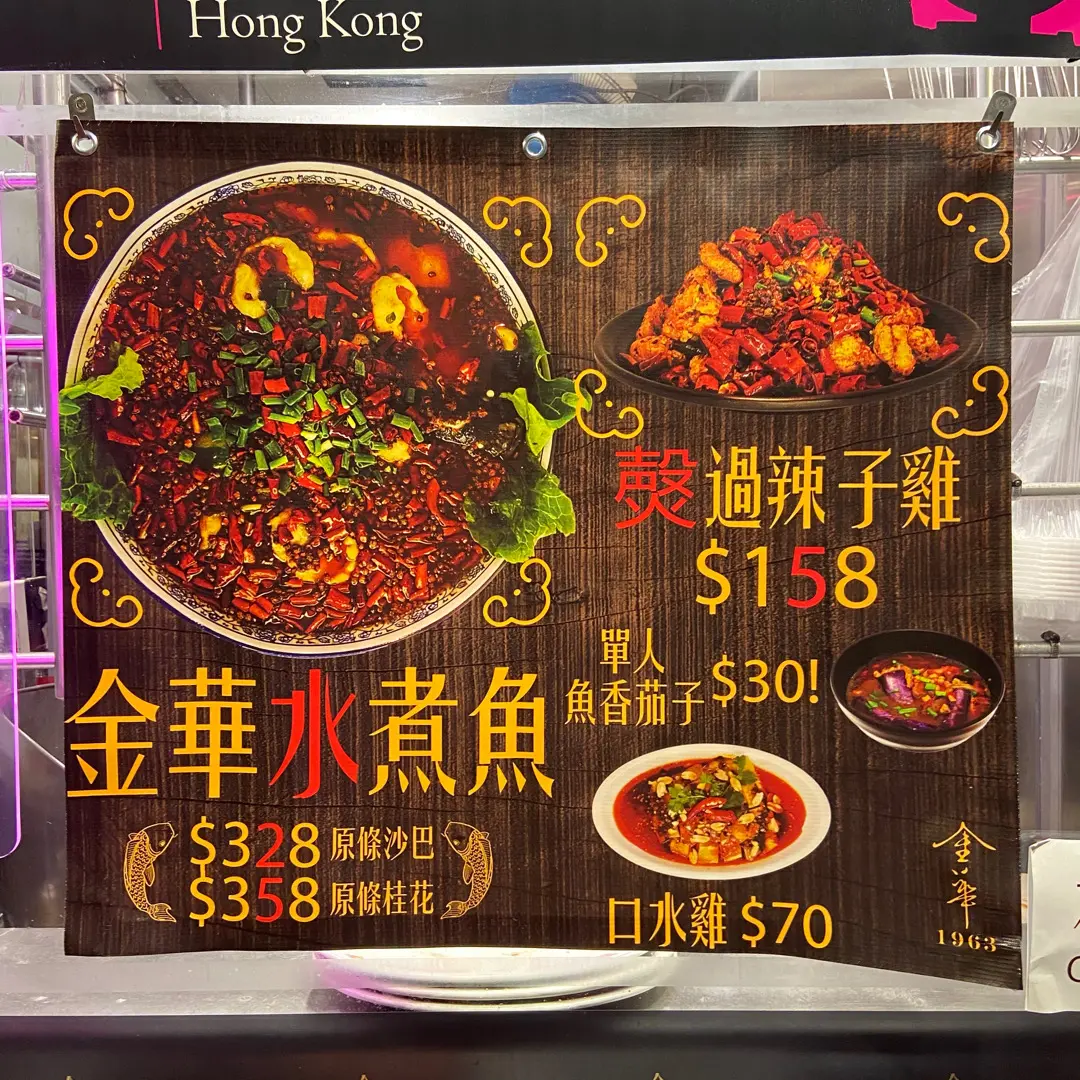 Hong Kong
金華水煮魚
$328 原條沙巴
$358 原條桂花
過辣子雞
$158
單人
魚香茄子 $30!
口水雞 $70
金華
1963